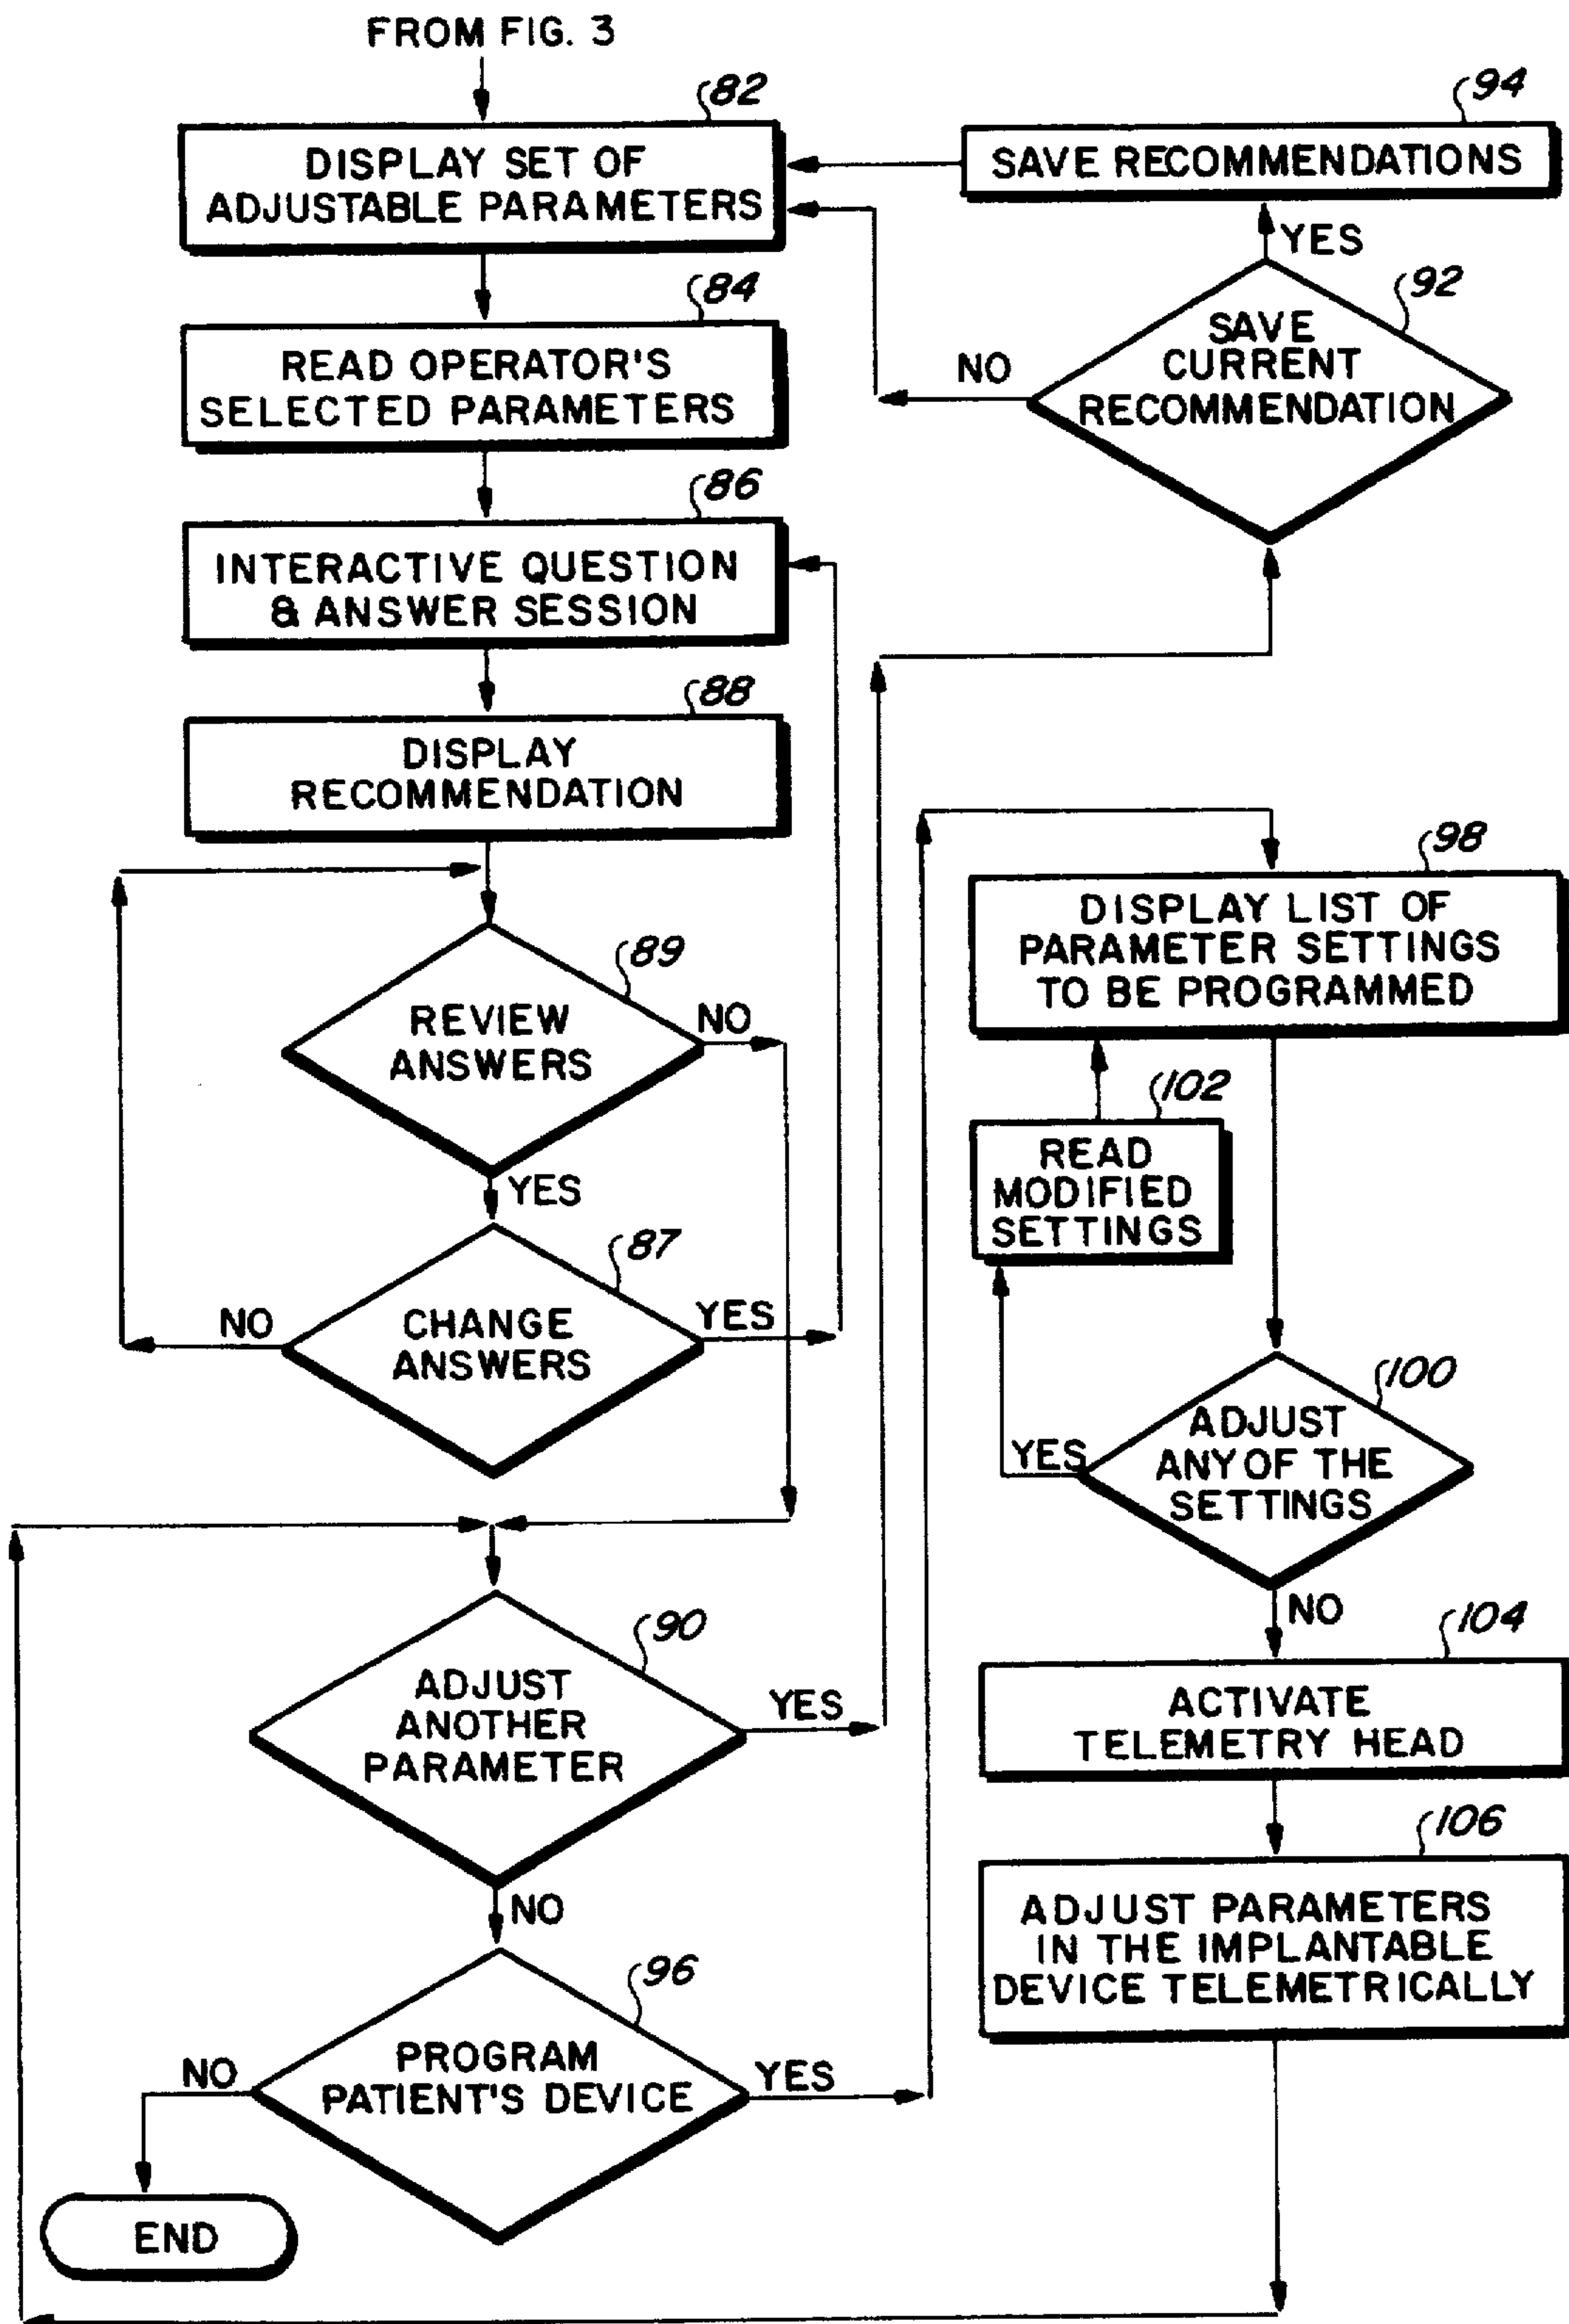 FROM FIG. 3
82
DISPLAY SET OF
ADJUSTABLE PARAMETERS
84
READ OPERATOR'S
SELECTED PARAMETERS
86
INTERACTIVE QUESTION
& ANSWER SESSION
88
DISPLAY
RECOMMENDATION
89
REVIEW
ANSWERS
NO
YES
87
CHANGE
ANSWERS
NO
YES
90
ADJUST
ANOTHER
PARAMETER
YES
NO
96
PROGRAM
PATIENT'S DEVICE
NO
YES
END
94
SAVE RECOMMENDATIONS
YES
92
SAVE
CURRENT
RECOMMENDATION
NO
98
DISPLAY LIST OF
PARAMETER SETTINGS
TO BE PROGRAMMED
102
READ
MODIFIED
SETTINGS
100
ADJUST
ANY OF THE
SETTINGS
YES
NO
104
ACTIVATE
TELEMETRY HEAD
106
ADJUST PARAMETERS
IN THE IMPLANTABLE
DEVICE TELEMETRICALLY